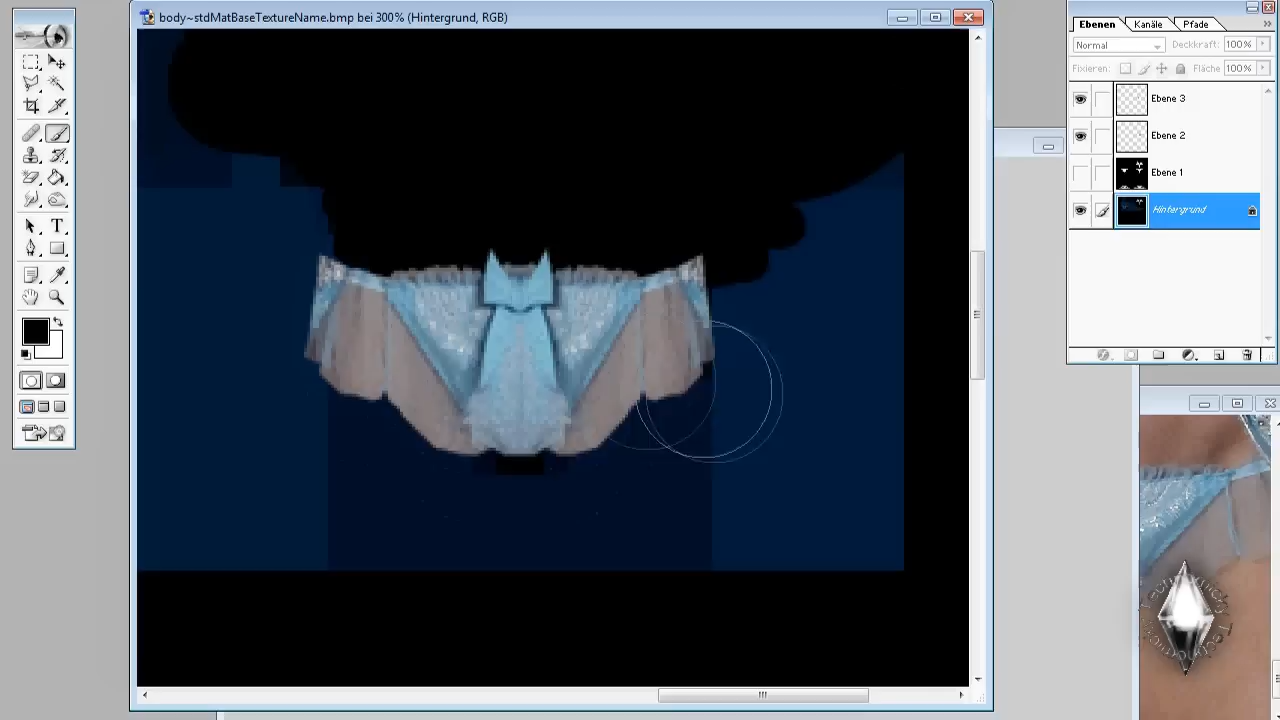 body~stdMatBaseTextureName.bmp bei 300% (Hintergrund, RGB)
Ebenen
Kanäle
Pfade
Normal
Deckkraft: 100%
Fixieren:
Fläche 100%
Ebene 3
Ebene 2
Ebene 1
Hintergrund
T